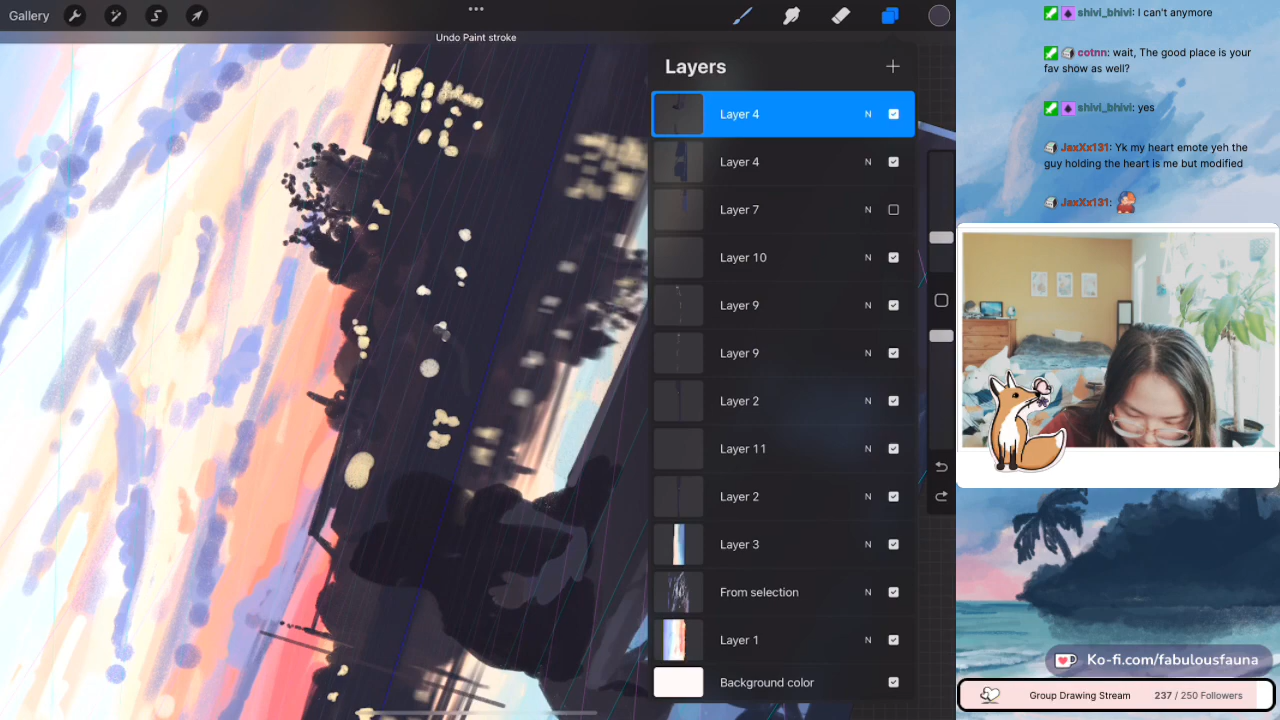 Gallery
Undo Paint stroke
Layers
Layer 4 N
Layer 4 N
Layer 7 N
Layer 10 N
Layer 9 N
Layer 9 N
Layer 2 N
Layer 11 N
Layer 2 N
Layer 3 N
From selection N
Layer 1 N
Background color
shivi_bhivi: I can't anymore
cotnn: wait, The good place is your
fav show as well?
shivi_bhivi: yes
JaxXx131: Yk my heart emote yeh the
guy holding the heart is me but modified
JaxXx131:
Ko-fi.com/fabulousfauna
Group Drawing Stream 237 / 250 Followers